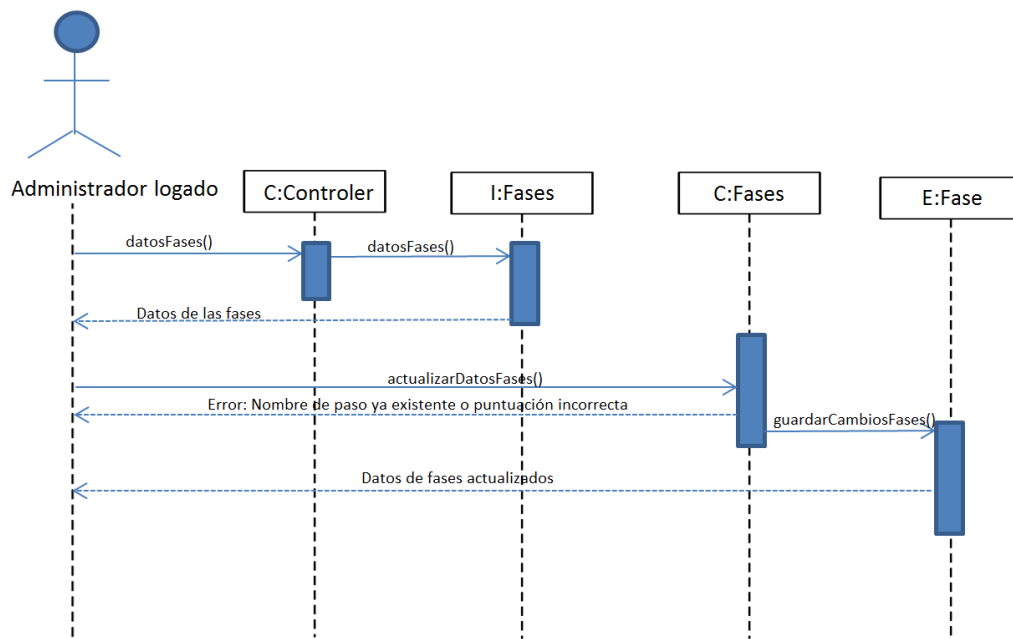 Administrador logado
C:Controler
I:Fases
C:Fases
E:Fase
datosFases()
datosFases()
Datos de las fases
actualizarDatosFases()
Error: Nombre de paso ya existente o puntuación incorrecta
guardarCambiosFases()
Datos de fases actualizados